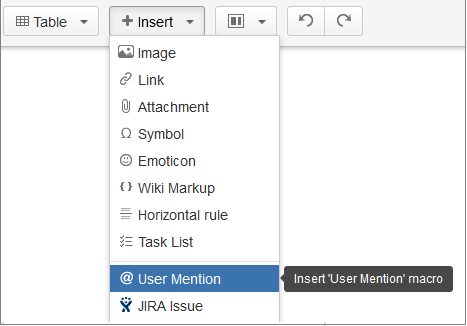 Table Insert
Image
Link
Attachment
Symbol
Emoticon
Wiki Markup
Horizontal rule
Task List
@ User Mention Insert 'User Mention' macro
JIRA Issue